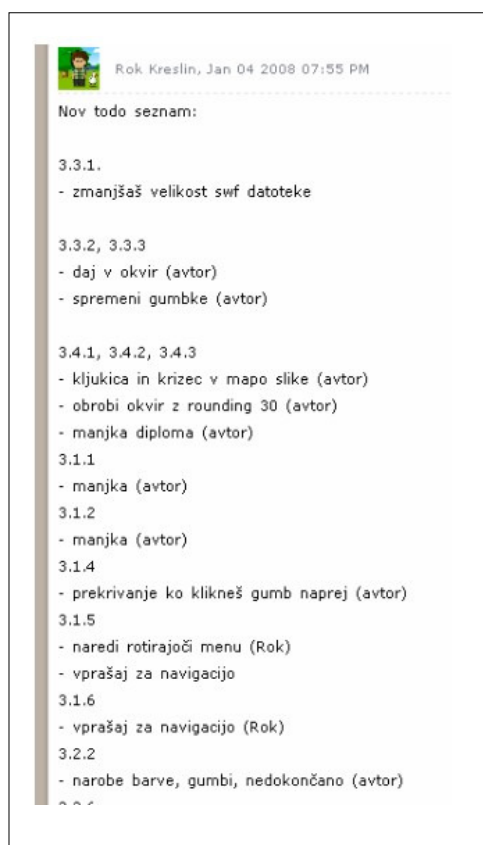 Rok Kreslin, Jan 04 2008 07:55 PM
Nov todo seznam:
3.3.1.
- zmanjšaš velikost swf datoteke
3.3.2, 3.3.3
- daj v okvir (avtor)
- spremeni gumbke (avtor)
3.4.1, 3.4.2, 3.4.3
- kljukica in krizec v mapo slike (avtor)
- obrobi okvir z rounding 30 (avtor)
- manjka diploma (avtor)
3.1.1
- manjka (avtor)
3.1.2
- manjka (avtor)
3.1.4
- prekrivanje ko klikneš gumb naprej (avtor)
3.1.5
- naredi rotirajoči menu (Rok)
- vprašaj za navigacijo
3.1.6
- vprašaj za navigacijo (Rok)
3.2.2
- narobe barve, gumbi, nedokončano (avtor)